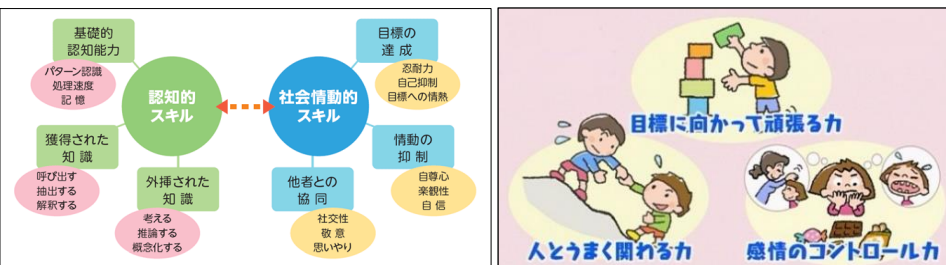 基礎的
認知能力
パターン認識
処理速度
記憶
認知的
スキル
獲得された
知識
呼び出す
抽出する
解釈する
外挿された
知識
考える
推論する
概念化する
目標の
達成
忍耐力
自己抑制
目標への情熱
社会情動的
スキル
情動の
抑制
自尊心
楽観性
自信
他者との
協同
社交性
敬意
思いやり
目標に向かって頑張る力
人とうまく関わる力
感情のコントロール力